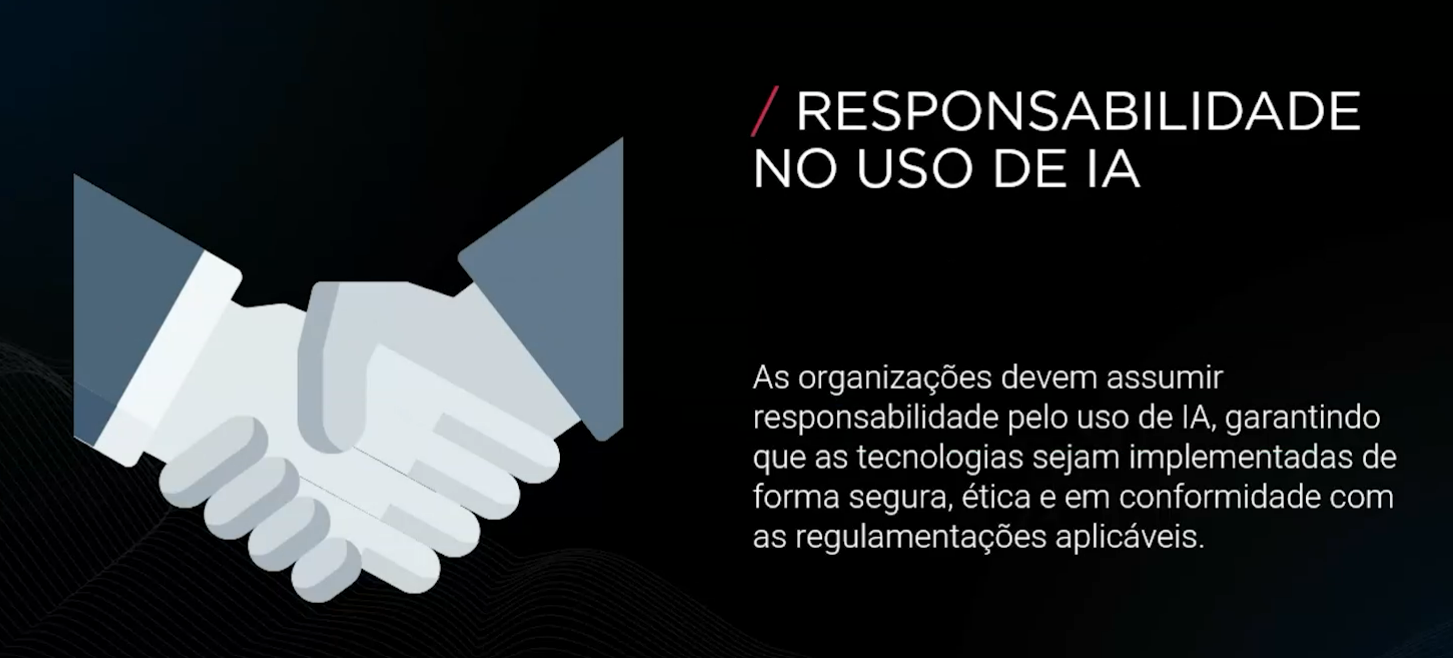 / RESPONSABILIDADE
NO USO DE IA
As organizações devem assumir
responsabilidade pelo uso de IA, garantindo
que as tecnologias sejam implementadas de
forma segura, ética e em conformidade com
as regulamentações aplicáveis.